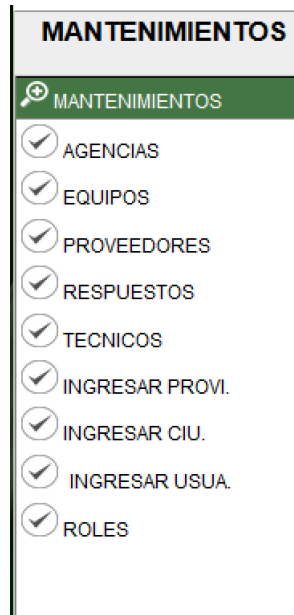 MANTENIMIENTOS
MANTENIMIENTOS
AGENCIAS
EQUIPOS
PROVEEDORES
RESPUESTOS
TECNICOS
INGRESAR PROVI.
INGRESAR CIU.
INGRESAR USUA.
ROLES